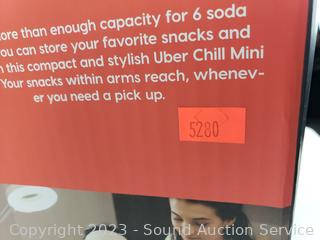 ore than enough capacity for 6 soda
ou can store your favorite snacks and
n this compact and stylish Uber Chill Mini
Your snacks within arms reach, whenev-
er you need a pick up.
5280
Copyright 2023 - Sound Auction Service